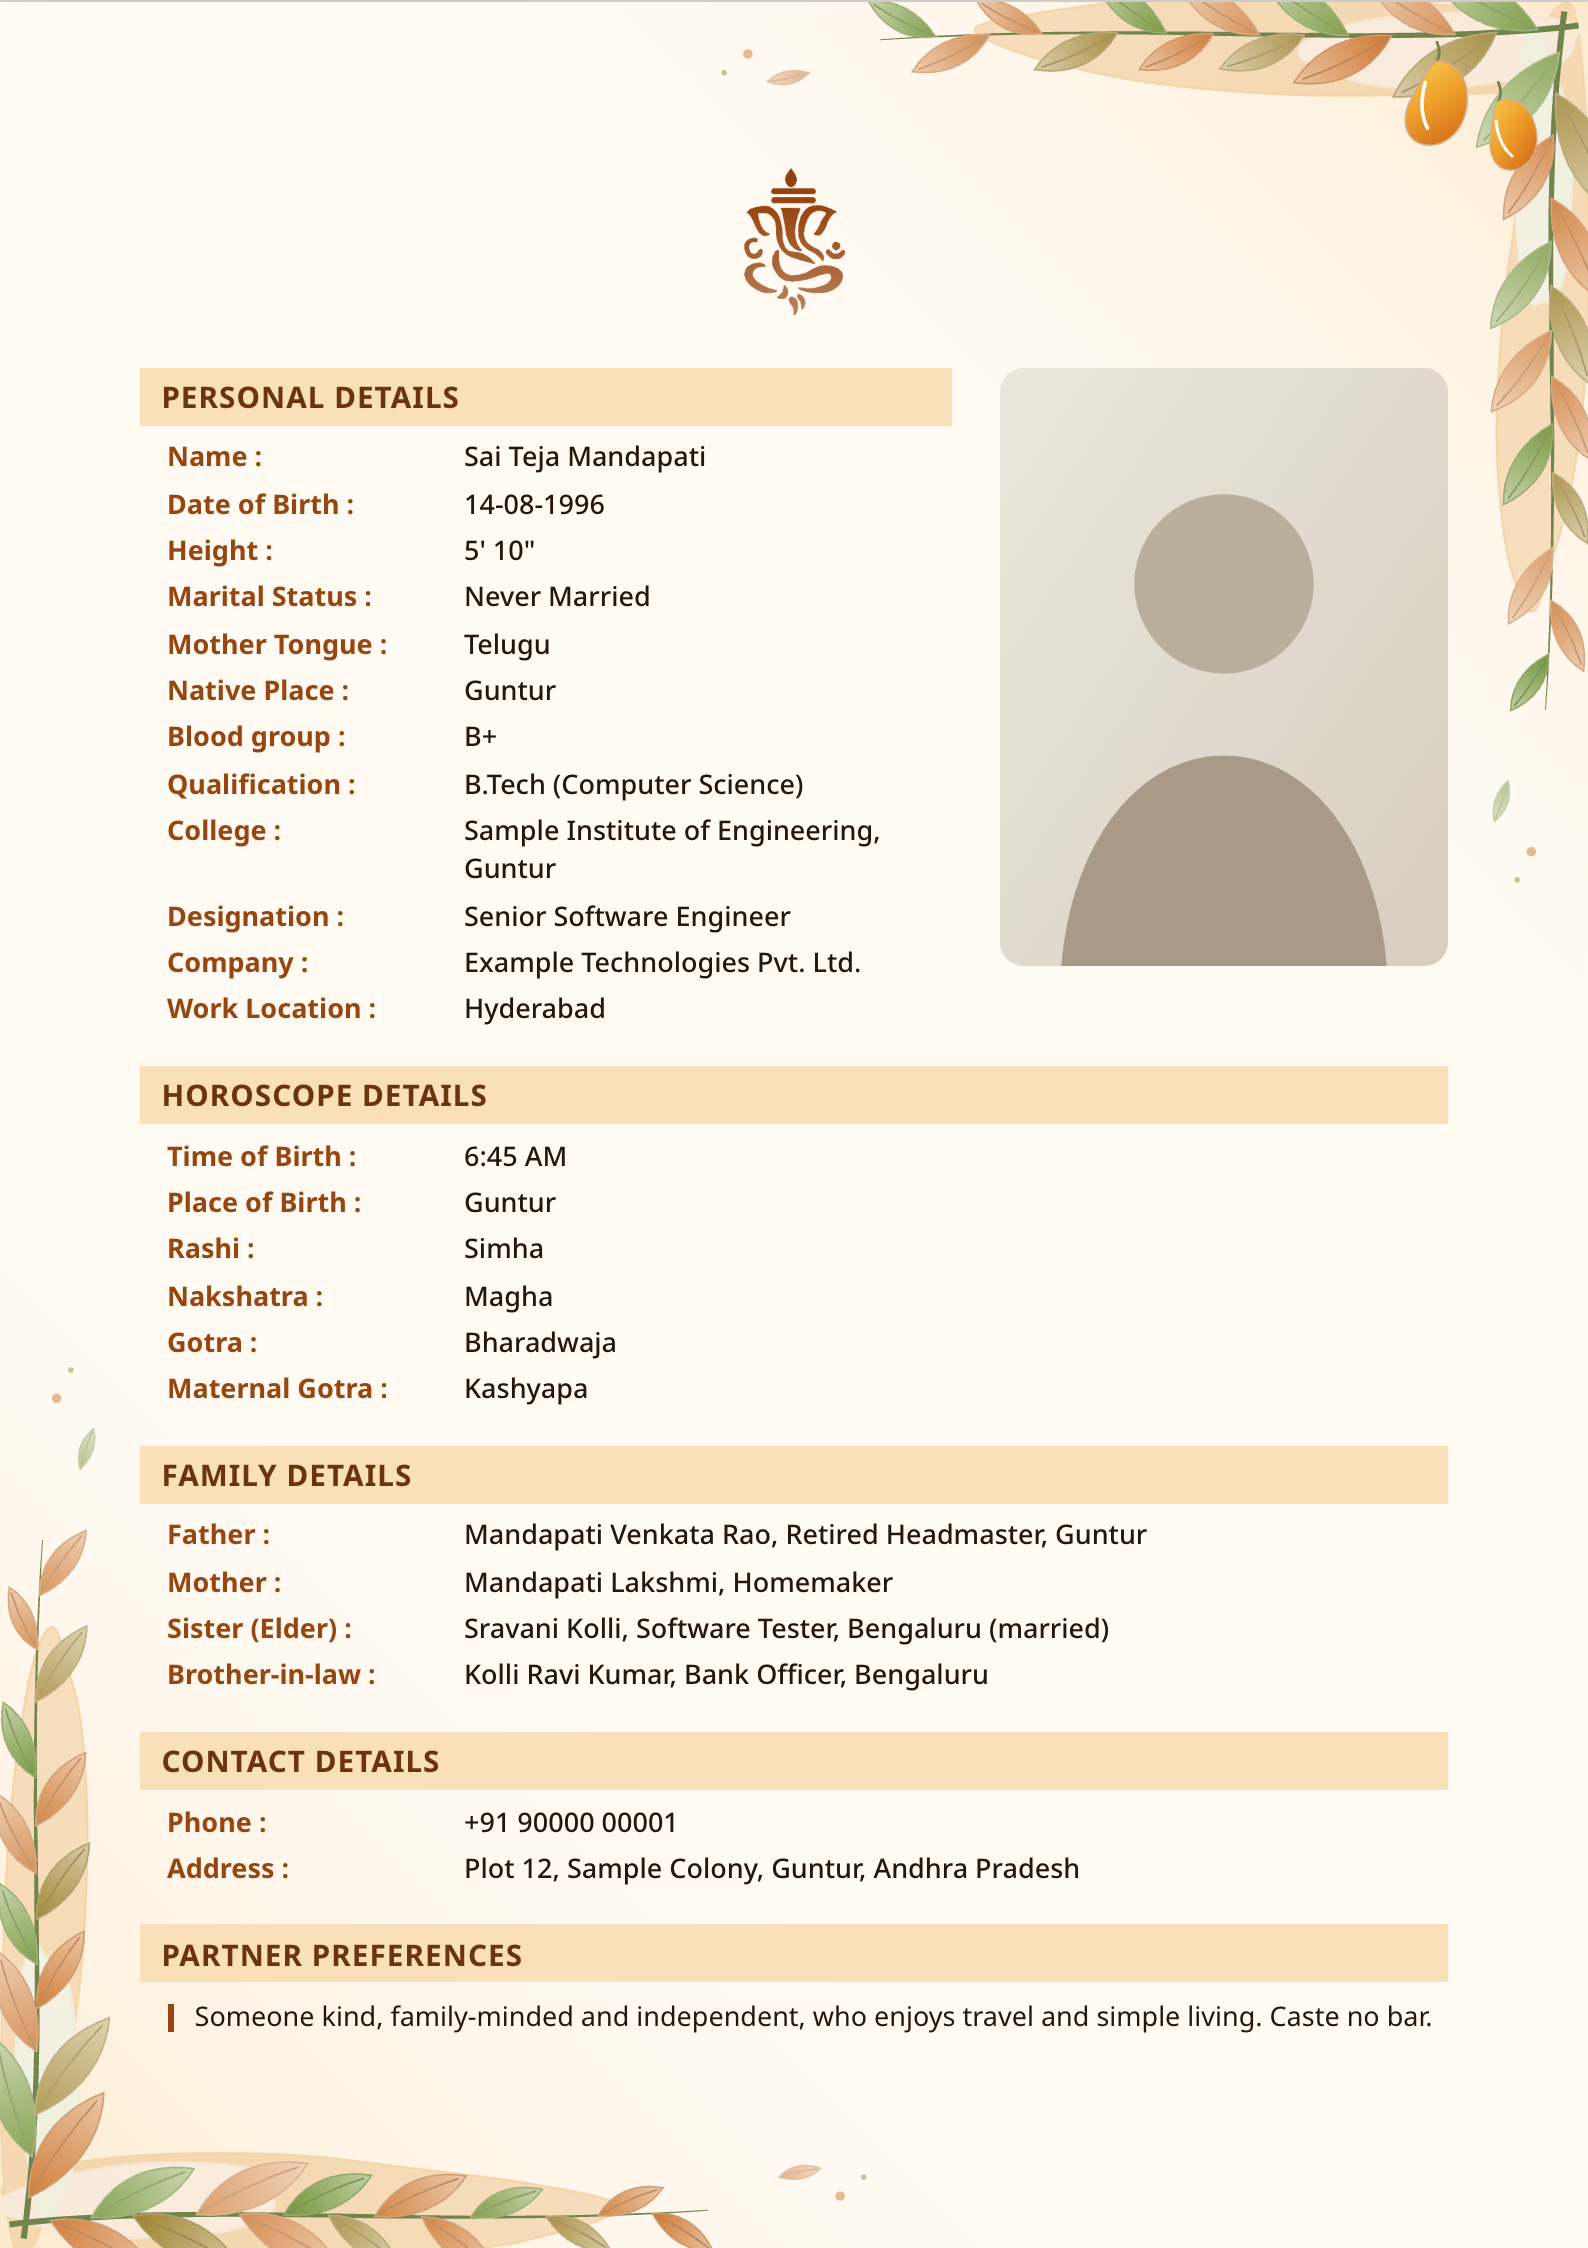 PERSONAL DETAILS
Name : Sai Teja Mandapati
Date of Birth : 14-08-1996
Height : 5' 10"
Marital Status : Never Married
Mother Tongue : Telugu
Native Place : Guntur
Blood group : B+
Qualification : B.Tech (Computer Science)
College : Sample Institute of Engineering,
Guntur
Designation : Senior Software Engineer
Company : Example Technologies Pvt. Ltd.
Work Location : Hyderabad
HOROSCOPE DETAILS
Time of Birth : 6:45 AM
Place of Birth : Guntur
Rashi : Simha
Nakshatra : Magha
Gotra : Bharadwaja
Maternal Gotra : Kashyapa
FAMILY DETAILS
Father : Mandapati Venkata Rao, Retired Headmaster, Guntur
Mother : Mandapati Lakshmi, Homemaker
Sister (Elder) : Sravani Kolli, Software Tester, Bengaluru (married)
Brother-in-law : Kolli Ravi Kumar, Bank Officer, Bengaluru
CONTACT DETAILS
Phone : +91 90000 00001
Address : Plot 12, Sample Colony, Guntur, Andhra Pradesh
PARTNER PREFERENCES
Someone kind, family-minded and independent, who enjoys travel and simple living. Caste no bar.